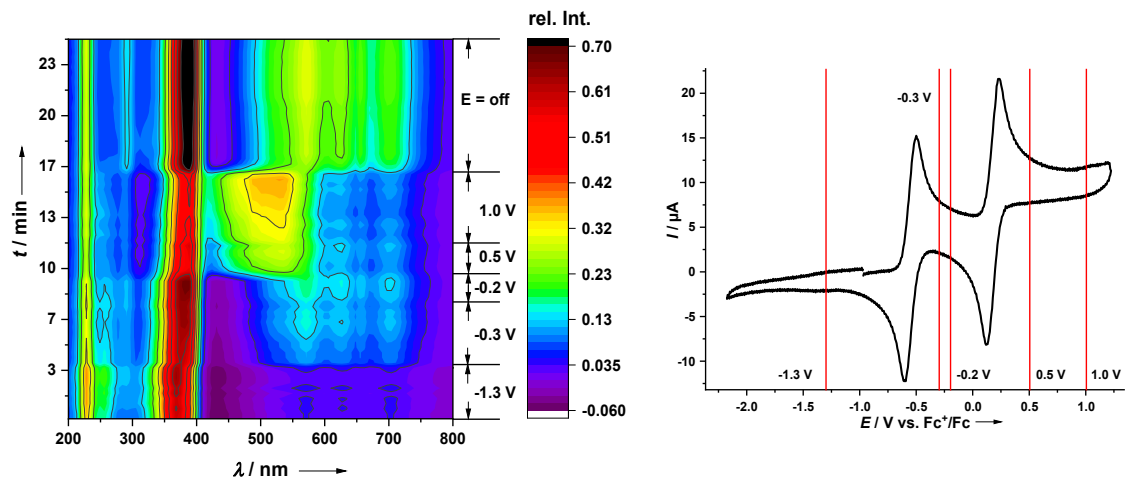 rel. Int.
23
20
17
13
10
7
3
t / min
E = off
1.0 V
0.5 V
-0.2 V
-0.3 V
-1.3 V
200 300 400 500 600 700 800
λ / nm
0.70
0.61
0.51
0.42
0.32
0.23
0.13
0.035
-0.060
20
15
10
5
0
-5
-10
I / µA
-0.3 V
-1.3 V
-0.2 V
0.5 V
1.0 V
-2.0 -1.5 -1.0 -0.5 0.0 0.5 1.0
E / V vs. Fc⁺/Fc